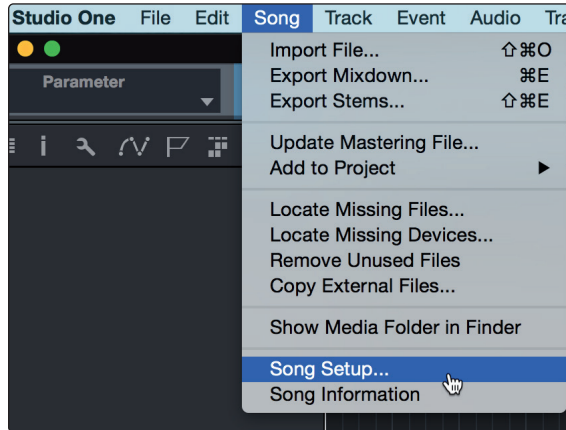 Studio One File Edit Song Track Event Audio Tra
Parameter
Import File... ⇧⌘O
Export Mixdown... ⌘E
Export Stems... ⇧⌘E
Update Mastering File...
Add to Project
Locate Missing Files...
Locate Missing Devices...
Remove Unused Files
Copy External Files...
Show Media Folder in Finder
Song Setup...
Song Information